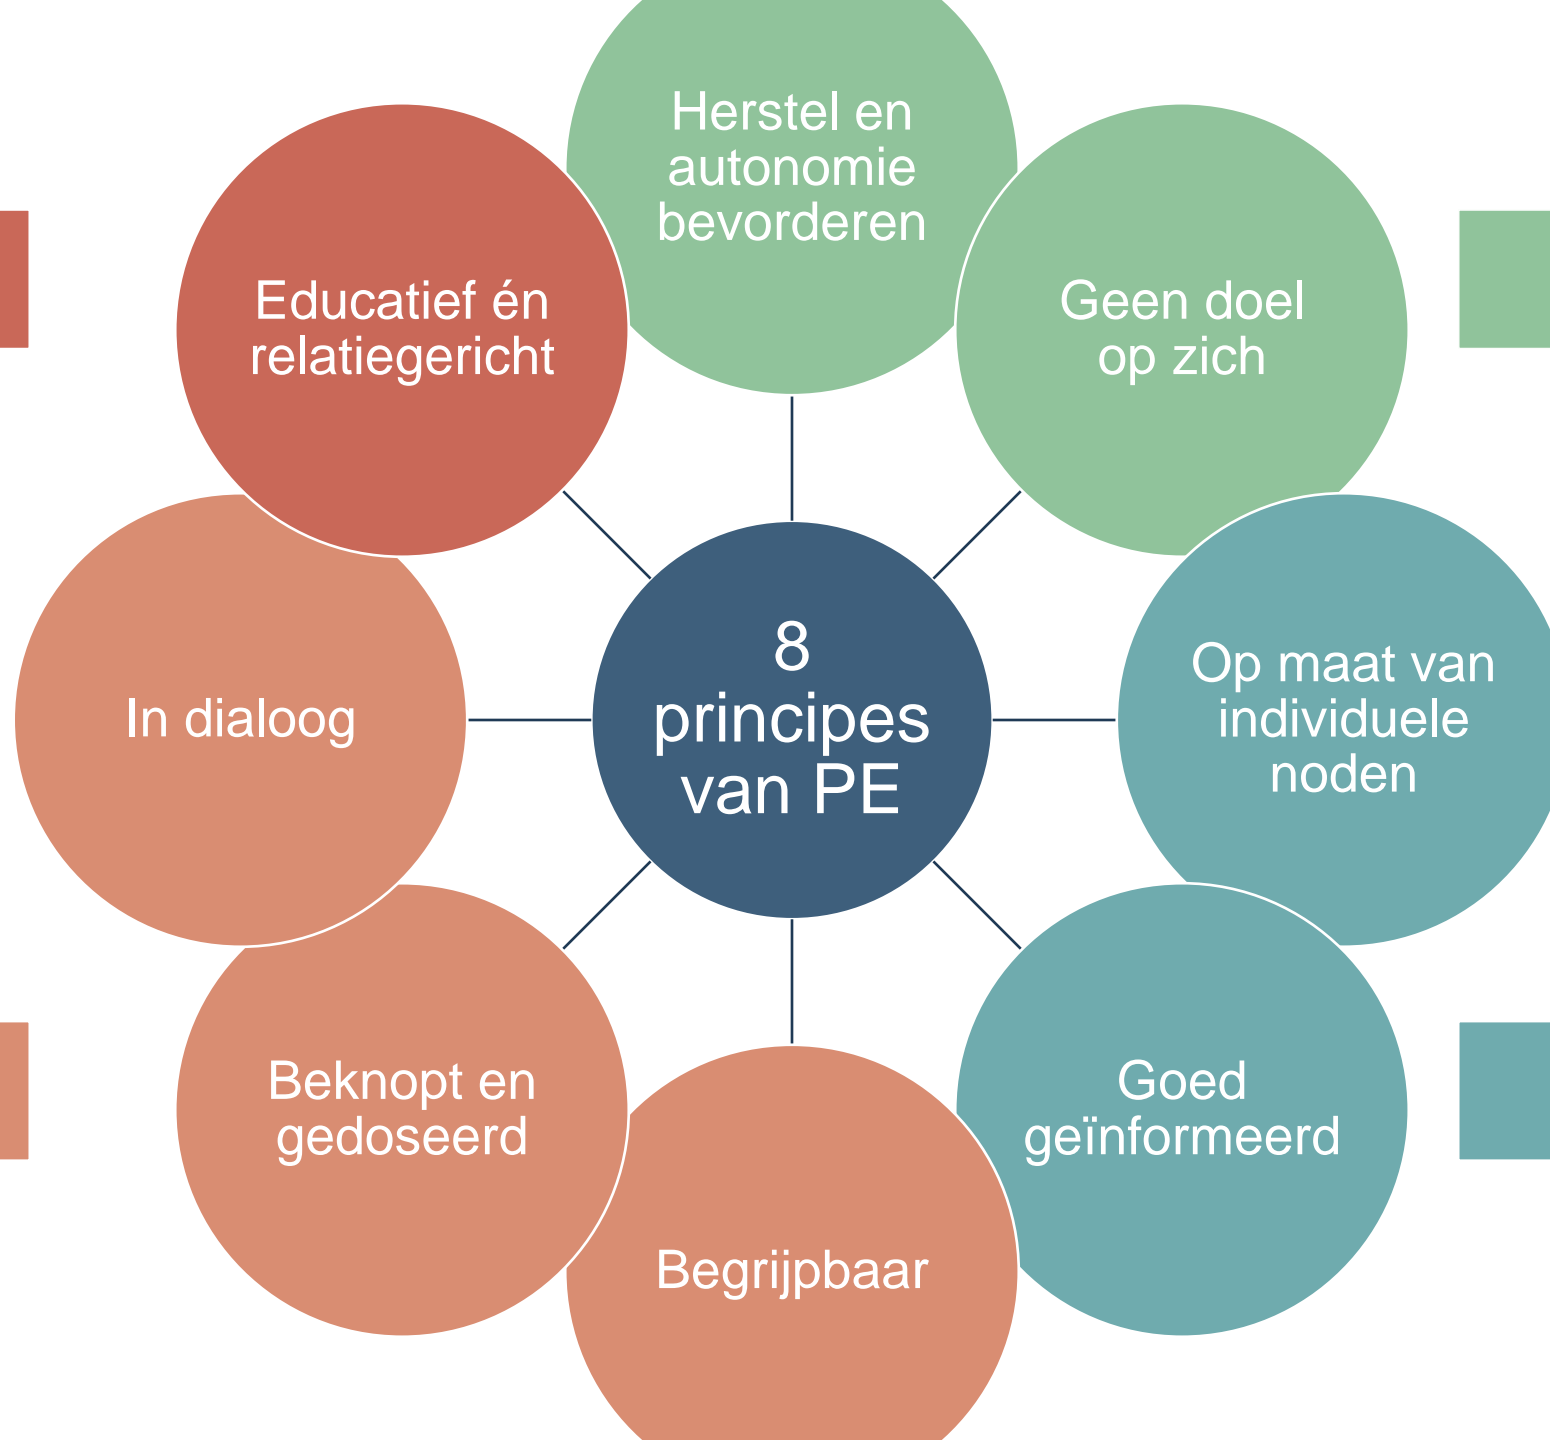 8
principes
van PE
Herstel en
autonomie
bevorderen
Geen doel
op zich
Op maat van
individuele
noden
Goed
geïnformeerd
Begrijpbaar
Beknopt en
gedoseerd
In dialoog
Educatief én
relatiegericht